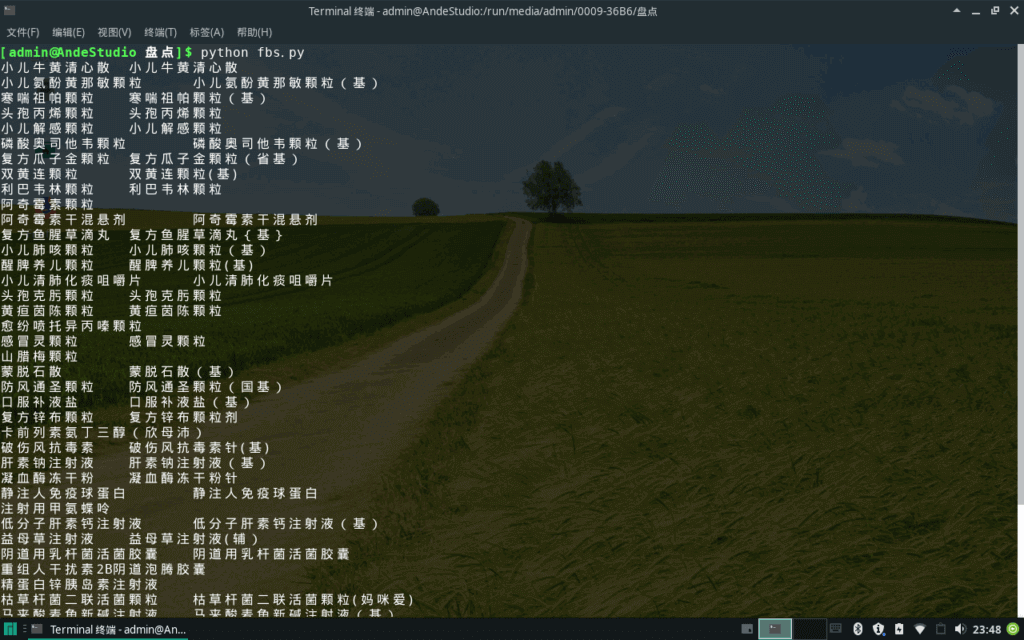 Terminal 终端 - admin@AndeStudio:/run/media/admin/0009-36B6/盘点
文件(F) 编辑(E) 视图(V) 终端(T) 标签(A) 帮助(H)
[admin@AndeStudio 盘点]$ python fbs.py
小儿牛黄清心散 小儿牛黄清心散
小儿氨酚黄那敏颗粒 小儿氨酚黄那敏颗粒(基)
寒喘祖帕颗粒 寒喘祖帕颗粒(基)
头孢丙烯颗粒 头孢丙烯颗粒
小儿解感颗粒 小儿解感颗粒
磷酸奥司他韦颗粒 磷酸奥司他韦颗粒(基)
复方瓜子金颗粒 复方瓜子金颗粒(省基)
双黄连颗粒 双黄连颗粒(基)
利巴韦林颗粒 利巴韦林颗粒
阿奇霉素颗粒
阿奇霉素干混悬剂 阿奇霉素干混悬剂
复方鱼腥草滴丸 复方鱼腥草滴丸{基}
小儿肺咳颗粒 小儿肺咳颗粒(基)
醒脾养儿颗粒 醒脾养儿颗粒(基)
小儿清肺化痰咀嚼片 小儿清肺化痰咀嚼片
头孢克肟颗粒 头孢克肟颗粒
黄疸茵陈颗粒 黄疸茵陈颗粒
愈纷喷托异丙嗪颗粒
感冒灵颗粒 感冒灵颗粒
山腊梅颗粒
蒙脱石散 蒙脱石散(基)
防风通圣颗粒 防风通圣颗粒(国基)
口服补液盐 口服补液盐(基)
复方锌布颗粒 复方锌布颗粒剂
卡前列素氨丁三醇(欣母沛)
破伤风抗毒素 破伤风抗毒素针(基)
肝素钠注射液 肝素钠注射液(基)
凝血酶冻干粉 凝血酶冻干粉针
静注人免疫球蛋白 静注人免疫球蛋白
注射用甲氨蝶呤
低分子肝素钙注射液 低分子肝素钙注射液(基)
益母草注射液 益母草注射液(辅)
阴道用乳杆菌活菌胶囊 阴道用乳杆菌活菌胶囊
重组人干扰素2B阴道泡腾胶囊
精蛋白锌胰岛素注射液
枯草杆菌二联活菌颗粒 枯草杆菌二联活菌颗粒(妈咪爱)
马来酸麦角新碱注射液 马来酸麦角新碱注射液(基)
Terminal 终端 - admin@An...
23:48